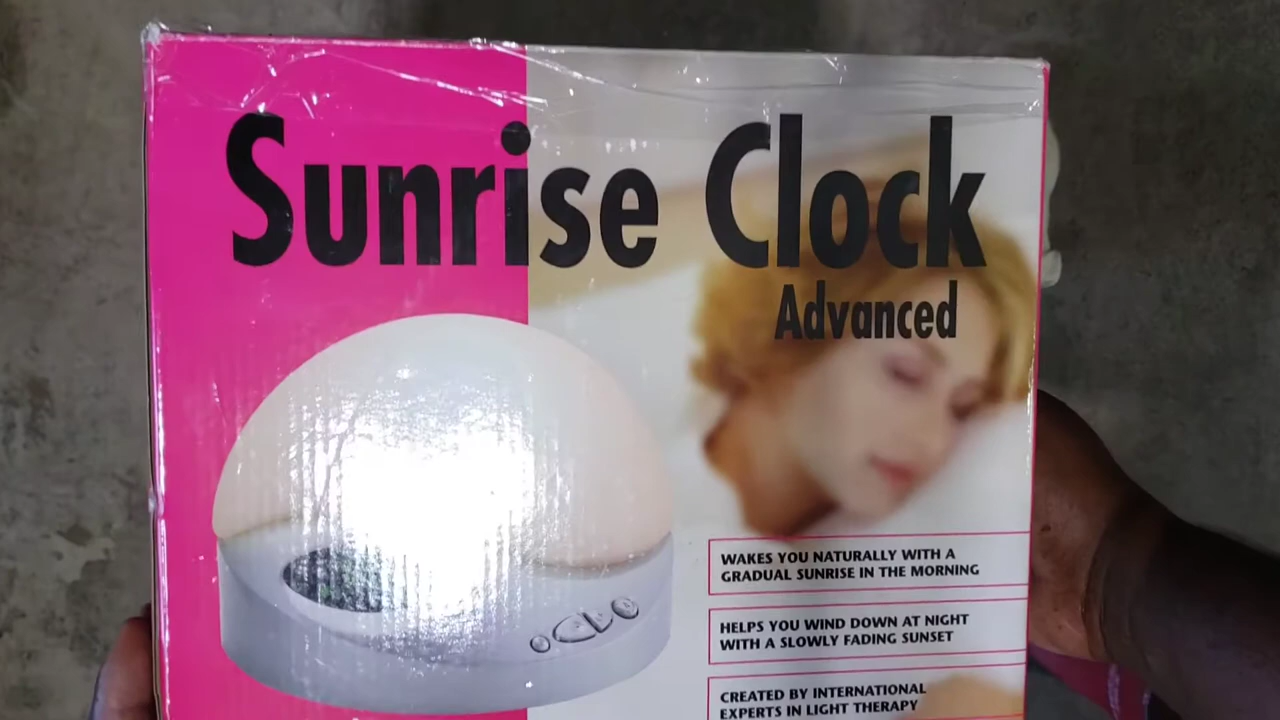 Sunrise Clock
Advanced
WAKES YOU NATURALLY WITH A
GRADUAL SUNRISE IN THE MORNING
HELPS YOU WIND DOWN AT NIGHT
WITH A SLOWLY FADING SUNSET
CREATED BY INTERNATIONAL
EXPERTS IN LIGHT THERAPY